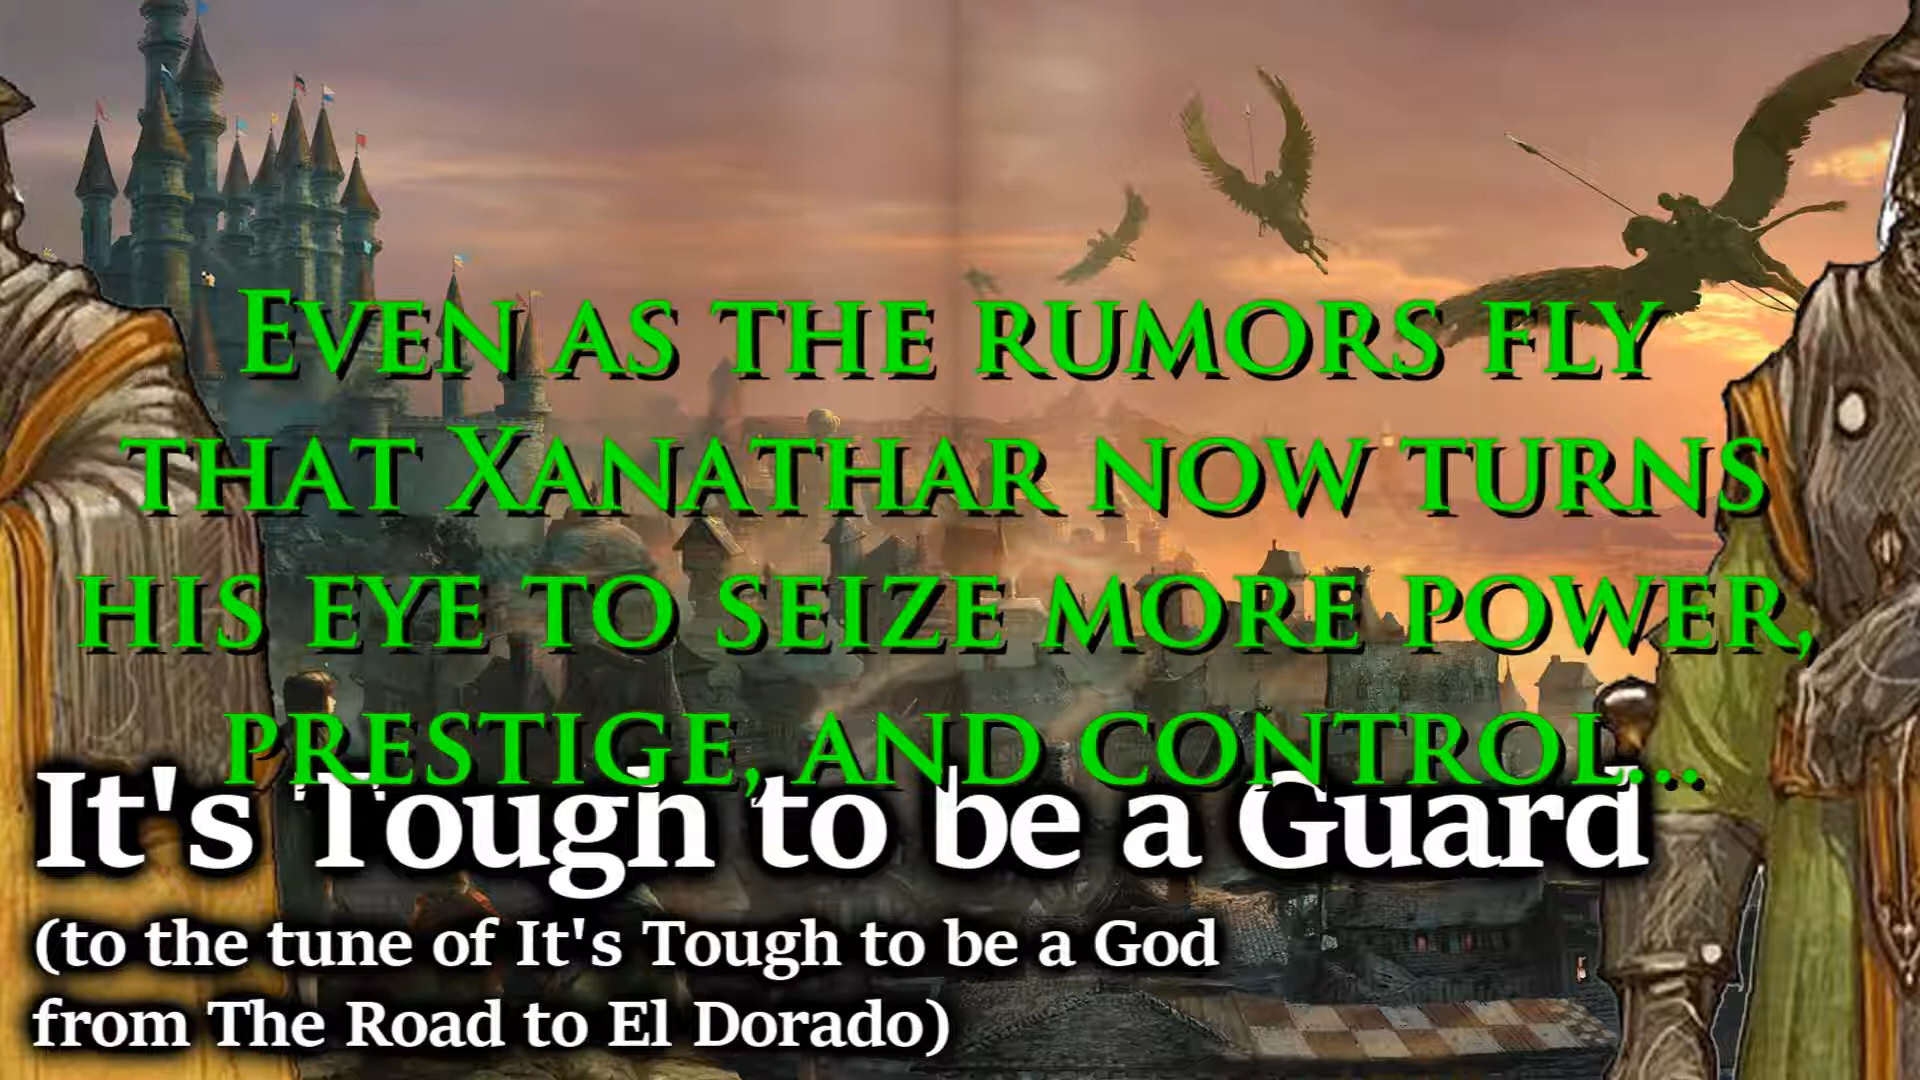 Even as the rumors fly
that Xanathar now turns
his eye to seize more power,
prestige, and control...
It's Tough to be a Guard
(to the tune of It's Tough to be a God
from The Road to El Dorado)